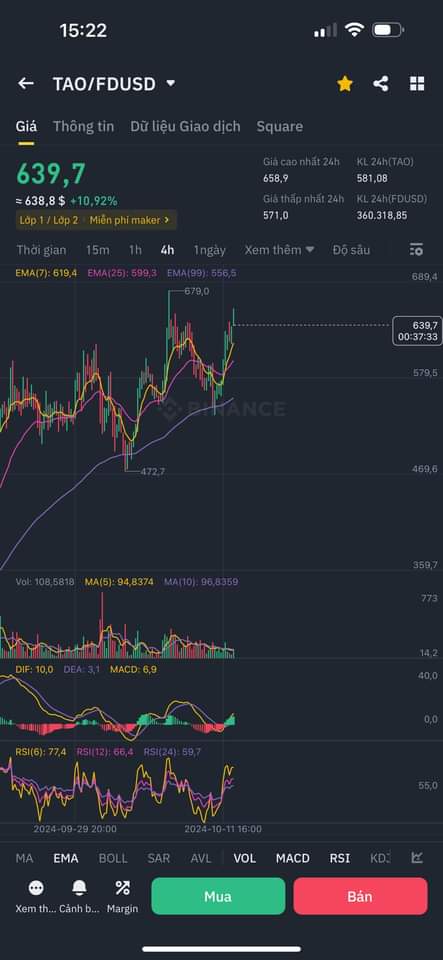 15:22
TAO/FDUSD
Giá Thông tin Dữ liệu Giao dịch Square
639,7
≈ 638,8 $ +10,92%
Lớp 1 / Lớp 2 · Miễn phí maker >
Giá cao nhất 24h KL 24h(TAO)
658,9 581,08
Giá thấp nhất 24h KL 24h(FDUSD)
571,0 360.318,85
Thời gian 15m 1h 4h 1ngày Xem thêm Độ sâu
EMA(7): 619,4 EMA(25): 599,3 EMA(99): 556,5
689,4
679,0
639,7
00:37:33
579,5
BINANCE
472,7
469,6
359,7
Vol: 108,5818 MA(5): 94,8374 MA(10): 96,8359
773
14,2
DIF: 10,0 DEA: 3,1 MACD: 6,9
40,0
0,0
RSI(6): 77,4 RSI(12): 66,4 RSI(24): 59,7
55,0
2024-09-29 20:00 2024-10-11 16:00
MA EMA BOLL SAR AVL VOL MACD RSI KDJ
Xem th... Cảnh b... Margin
Mua Bán